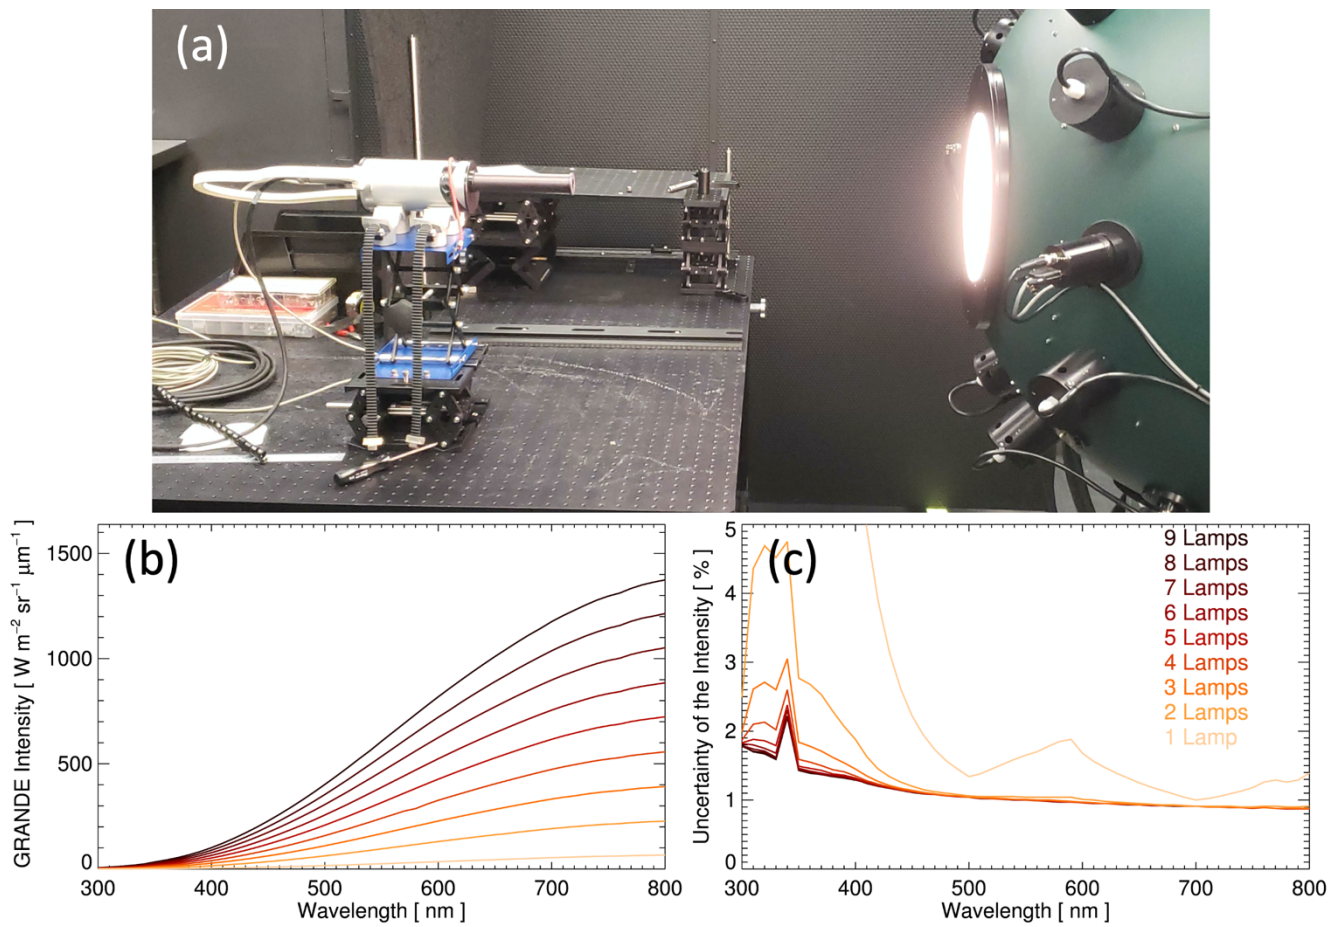 (a)
GRANDE Intensity [ W m⁻² sr⁻¹ μm⁻¹ ]
1500
1000
500
0
(b)
300 400 500 600 700 800
Wavelength [ nm ]
Uncertainty of the Intensity [ % ]
5
4
3
2
1
0
(c)
9 Lamps
8 Lamps
7 Lamps
6 Lamps
5 Lamps
4 Lamps
3 Lamps
2 Lamps
1 Lamp
300 400 500 600 700 800
Wavelength [ nm ]